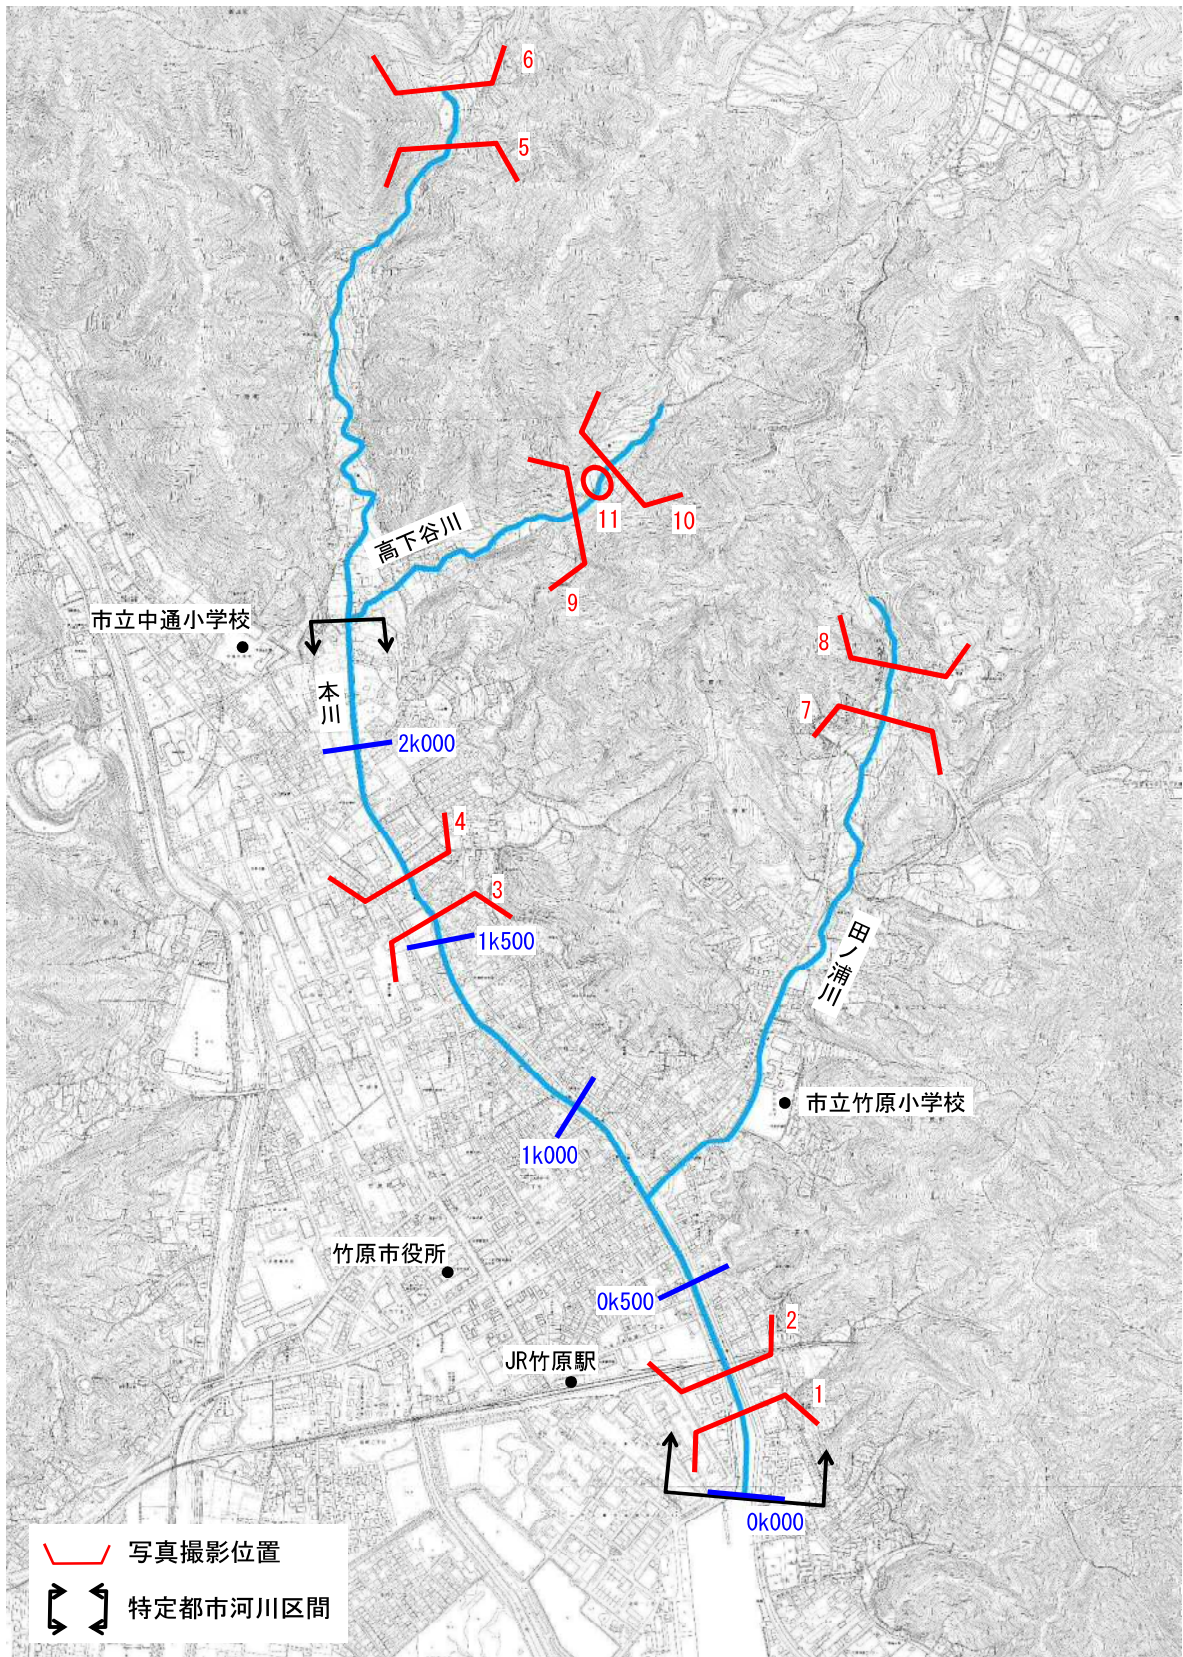 6
5
11
10
高下谷川
9
市立中通小学校
8
本川
7
2k000
4
3
1k500
田ノ浦川
市立竹原小学校
1k000
竹原市役所
0k500
2
JR竹原駅
1
0k000
写真撮影位置
特定都市河川区間